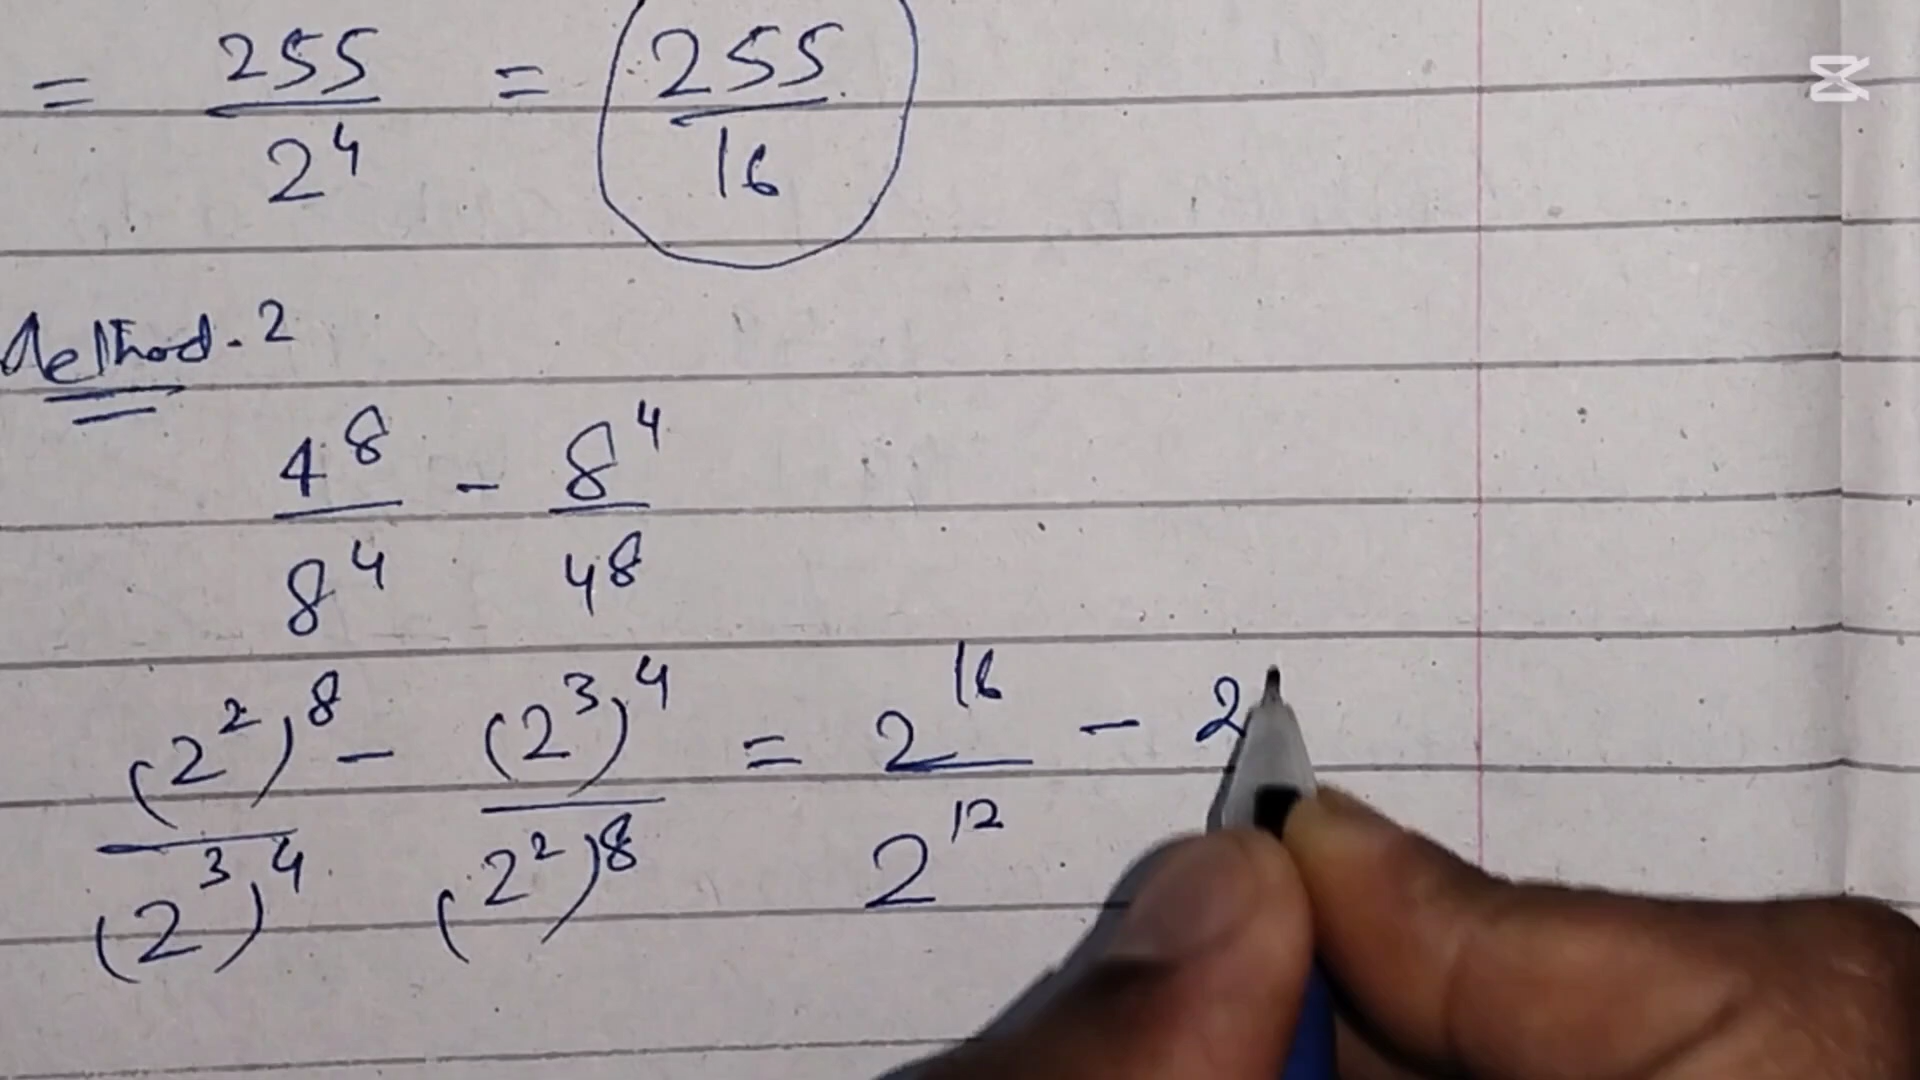 = 255/2^4 = 255/16
Method-2
4^8/8^4 - 8^4/4^8
(2^2)^8/(2^3)^4 - (2^3)^4/(2^2)^8 = 2^16/2^12 - 2